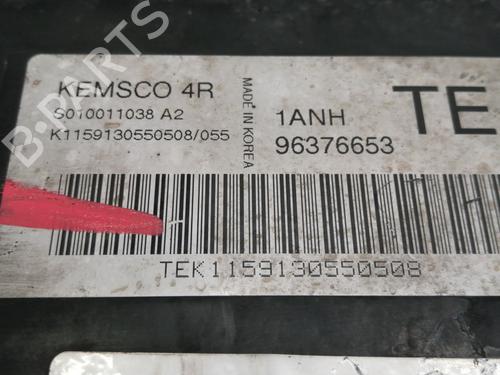 KEMSCO 4R
S010011038 A2
K1159130550508/055
MADE IN KOREA
1ANH
96376653
TE
TEK1159130550508
B-PARTS